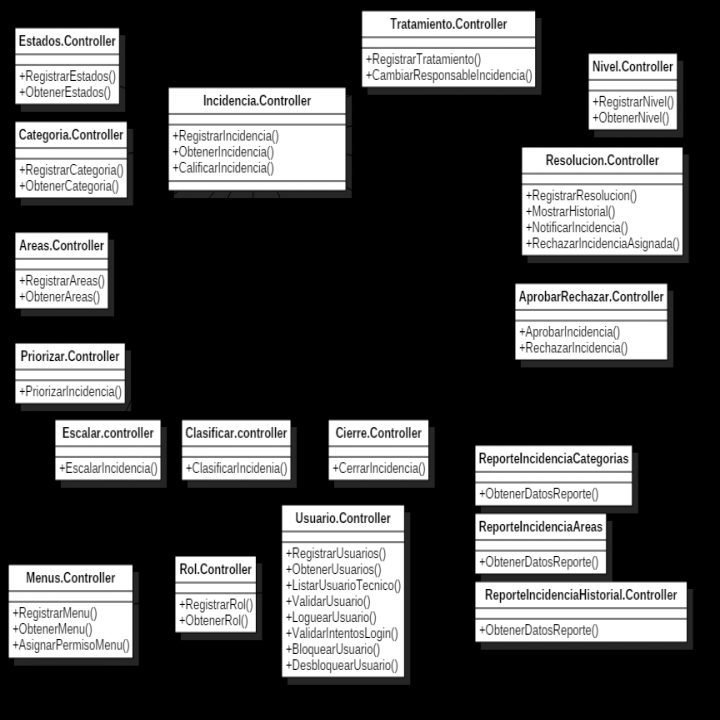 Estados.Controller
+RegistrarEstados()
+ObtenerEstados()
Categoria.Controller
+RegistrarCategoria()
+ObtenerCategoria()
Areas.Controller
+RegistrarAreas()
+ObtenerAreas()
Priorizar.Controller
+PriorizarIncidencia()
Incidencia.Controller
+RegistrarIncidencia()
+ObtenerIncidencia()
+CalificarIncidencia()
Tratamiento.Controller
+RegistrarTratamiento()
+CambiarResponsableIncidencia()
Nivel.Controller
+RegistrarNivel()
+ObtenerNivel()
Resolucion.Controller
+RegistrarResolucion()
+MostrarHistorial()
+NotificarIncidencia()
+RechazarIncidenciaAsignada()
AprobarRechazar.Controller
+AprobarIncidencia()
+RechazarIncidencia()
Escalar.controller
+EscalarIncidencia()
Clasificar.controller
+ClasificarIncidenia()
Cierre.Controller
+CerrarIncidencia()
ReporteIncidenciaCategorias
+ObtenerDatosReporte()
ReporteIncidenciaAreas
+ObtenerDatosReporte()
ReporteIncidenciaHistorial.Controller
+ObtenerDatosReporte()
Menus.Controller
+RegistrarMenu()
+ObtenerMenu()
+AsignarPermisoMenu()
Rol.Controller
+RegistrarRol()
+ObtenerRol()
Usuario.Controller
+RegistrarUsuarios()
+ObtenerUsuarios()
+ListarUsuarioTecnico()
+ValidarUsuario()
+LoguearUsuario()
+ValidarIntentosLogin()
+BloquearUsuario()
+DesbloquearUsuario()